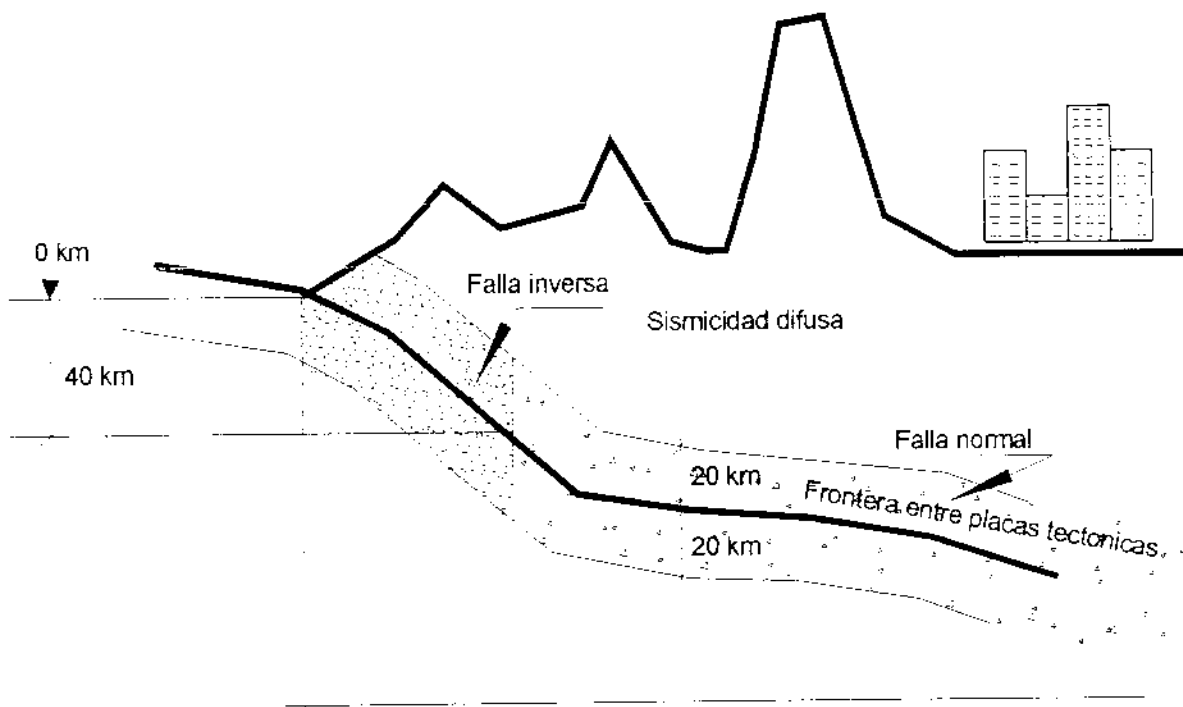 0 km
Falla inversa
Sismicidad difusa
40 km
Falla normal
20 km
Frontera entre placas tectonicas
20 km